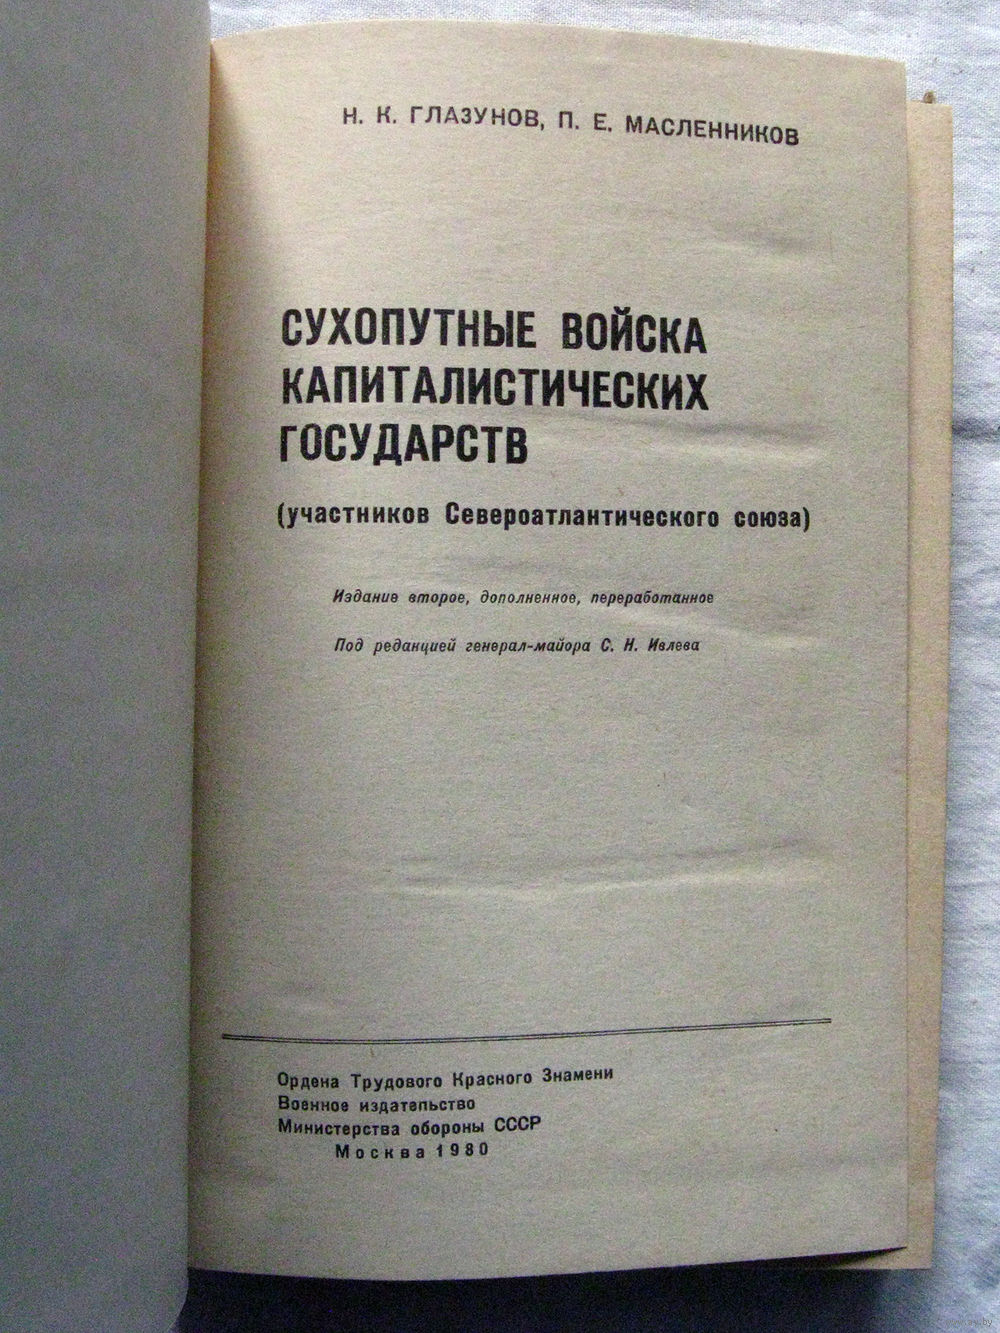 Н. К. ГЛАЗУНОВ, П. Е. МАСЛЕННИКОВ
СУХОПУТНЫЕ ВОЙСКА
КАПИТАЛИСТИЧЕСКИХ
ГОСУДАРСТВ
(участников Североатлантического союза)
Издание второе, дополненное, переработанное
Под редакцией генерал-майора С. Н. Ивлева
Ордена Трудового Красного Знамени
Военное издательство
Министерства обороны СССР
Москва 1980